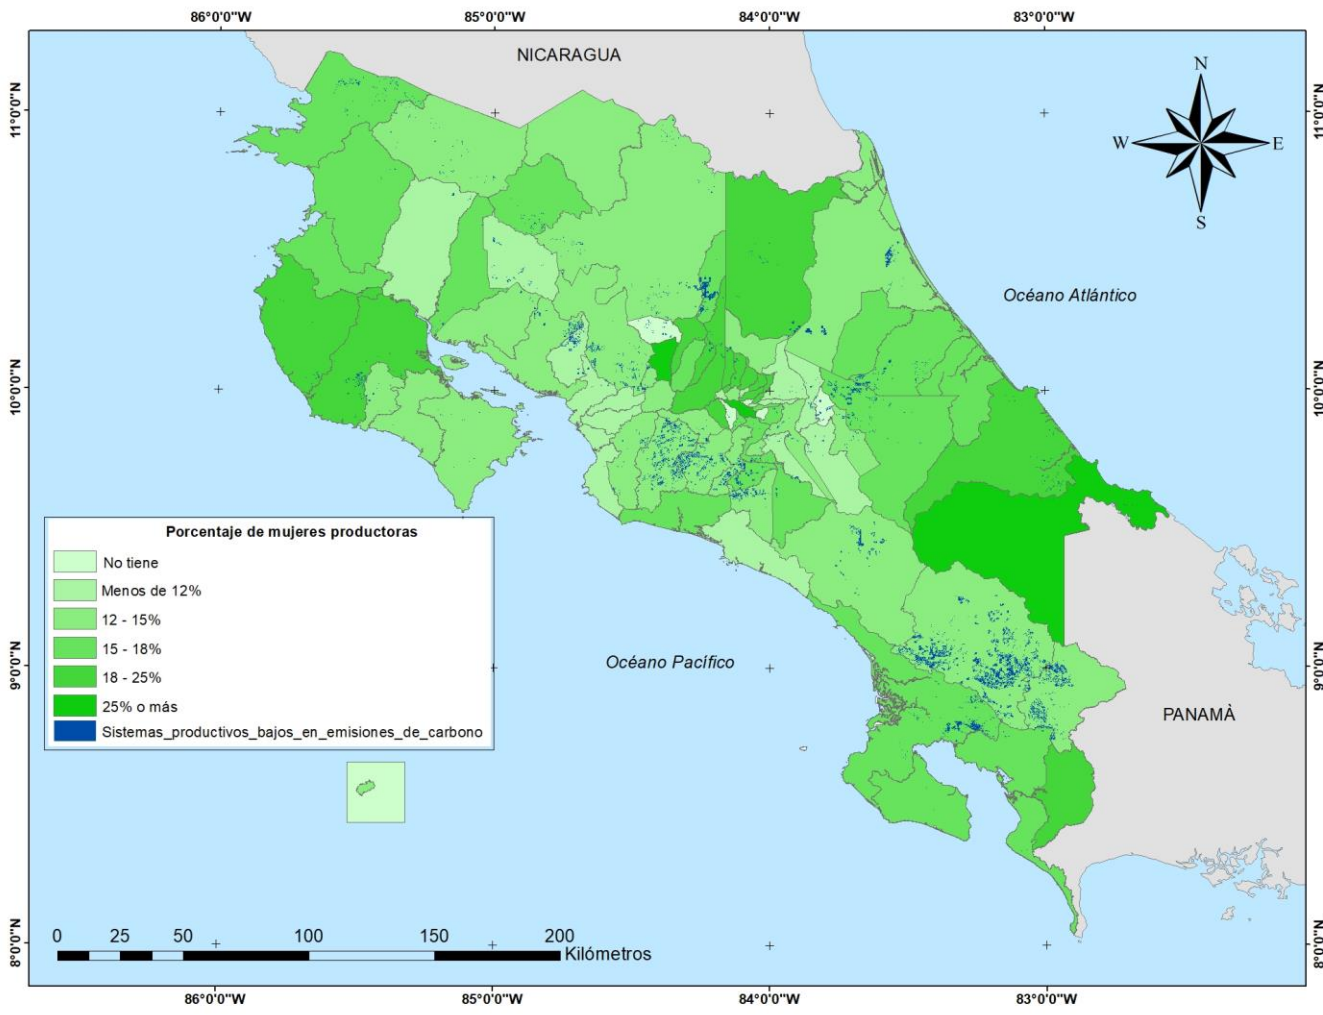 86°0'0"W 85°0'0"W 84°0'0"W 83°0'0"W
NICARAGUA
N
W E
S
11°0'0"N 11°0'0"N
Océano Atlántico
10°0'0"N 10°0'0"N
Porcentaje de mujeres productoras
No tiene
Menos de 12%
12 - 15%
15 - 18%
18 - 25%
25% o más
Sistemas_productivos_bajos_en_emisiones_de_carbono
Océano Pacífico
9°0'0"N 9°0'0"N
PANAMÀ
0 25 50 100 150 200
Kilómetros
8°0'0"N 8°0'0"N
86°0'0"W 85°0'0"W 84°0'0"W 83°0'0"W